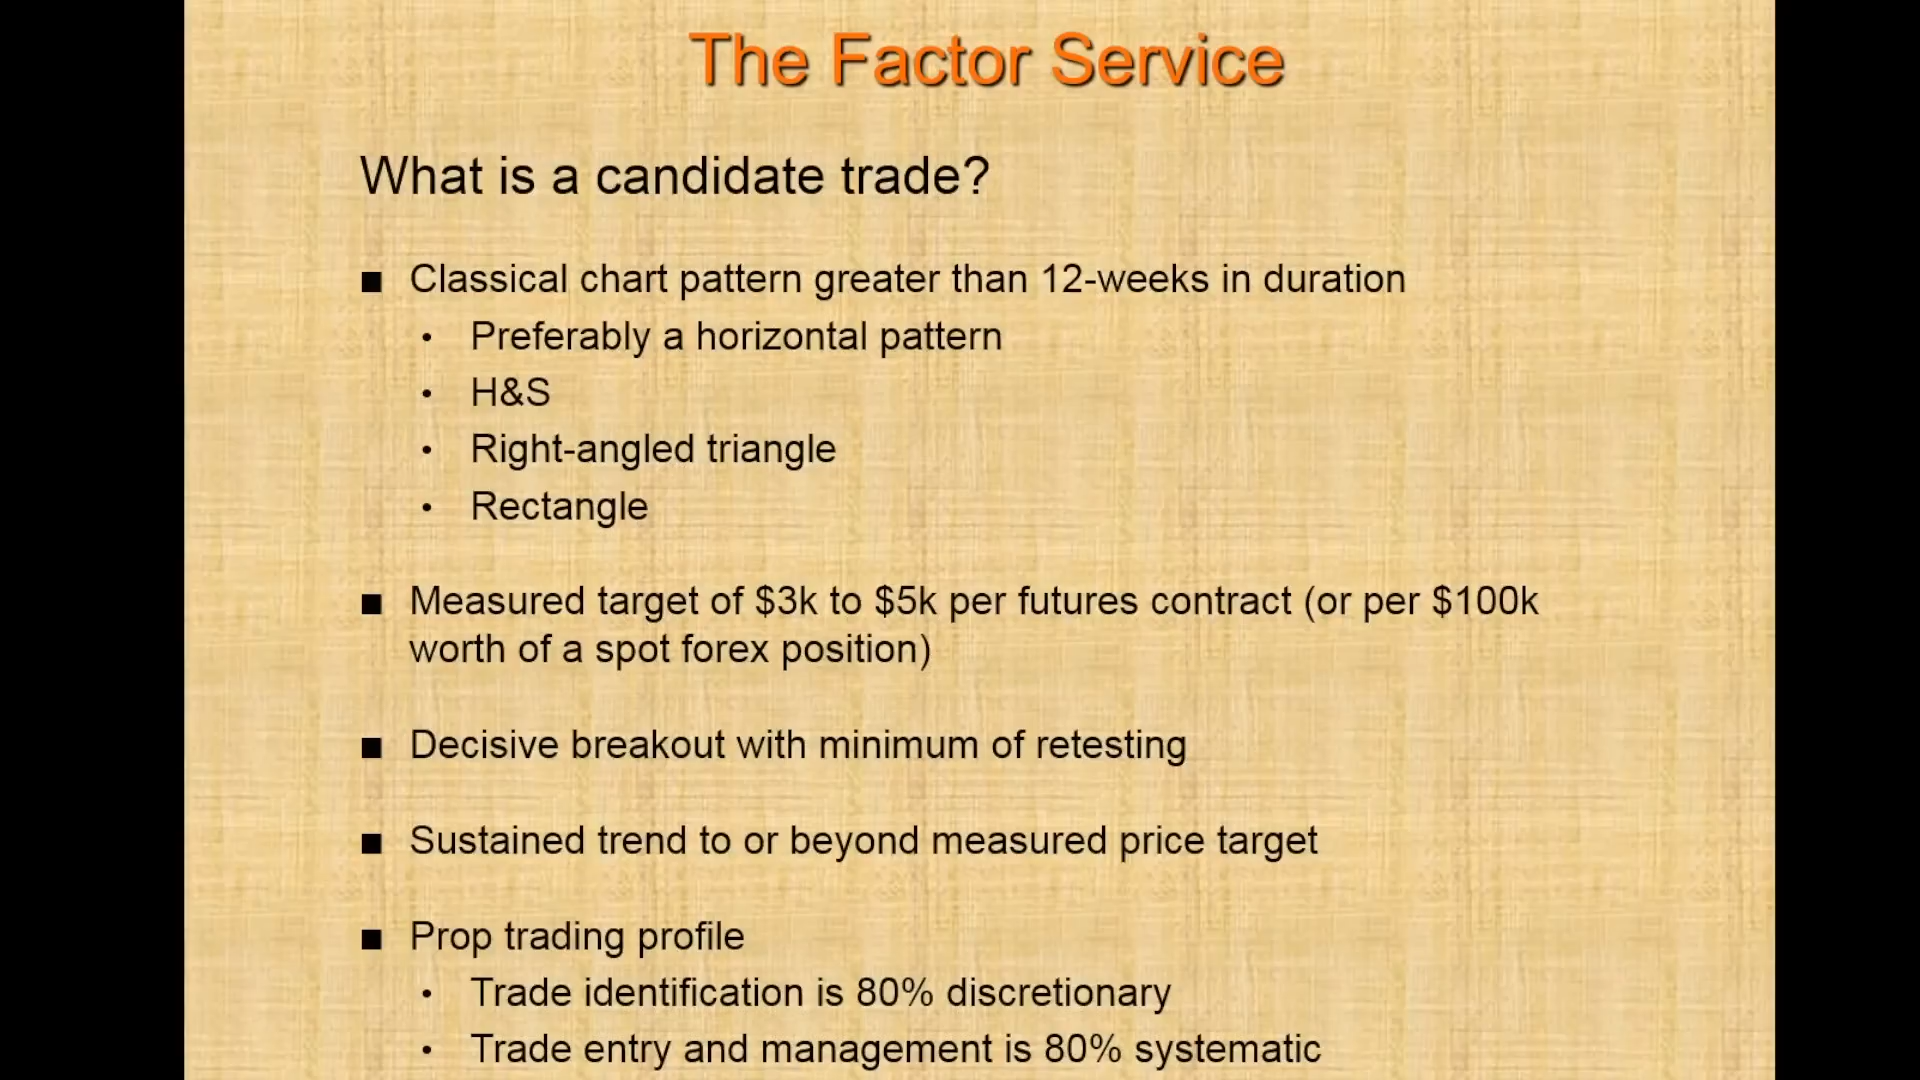 The Factor Service
What is a candidate trade?
■ Classical chart pattern greater than 12-weeks in duration
• Preferably a horizontal pattern
• H&S
• Right-angled triangle
• Rectangle
■ Measured target of $3k to $5k per futures contract (or per $100k
worth of a spot forex position)
■ Decisive breakout with minimum of retesting
■ Sustained trend to or beyond measured price target
■ Prop trading profile
• Trade identification is 80% discretionary
• Trade entry and management is 80% systematic